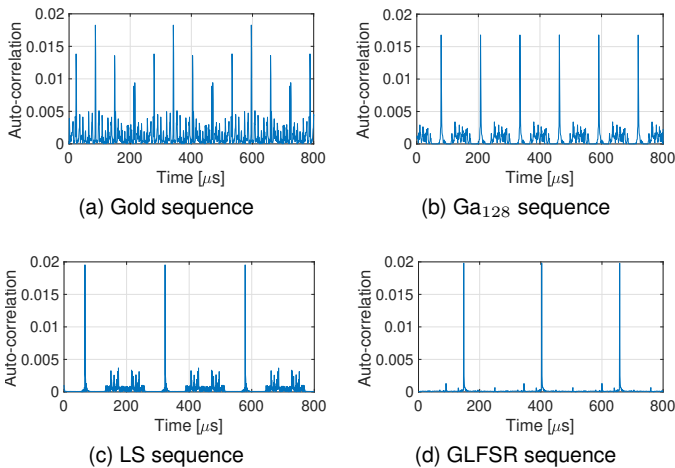 0.02
0.015
0.01
0.005
0
Auto-correlation
0 200 400 600 800
Time [μs]
(a) Gold sequence
0.02
0.015
0.01
0.005
0
Auto-correlation
0 200 400 600 800
Time [μs]
(b) Ga128 sequence
0.02
0.015
0.01
0.005
0
Auto-correlation
0 200 400 600 800
Time [μs]
(c) LS sequence
0.02
0.015
0.01
0.005
0
Auto-correlation
0 200 400 600 800
Time [μs]
(d) GLFSR sequence